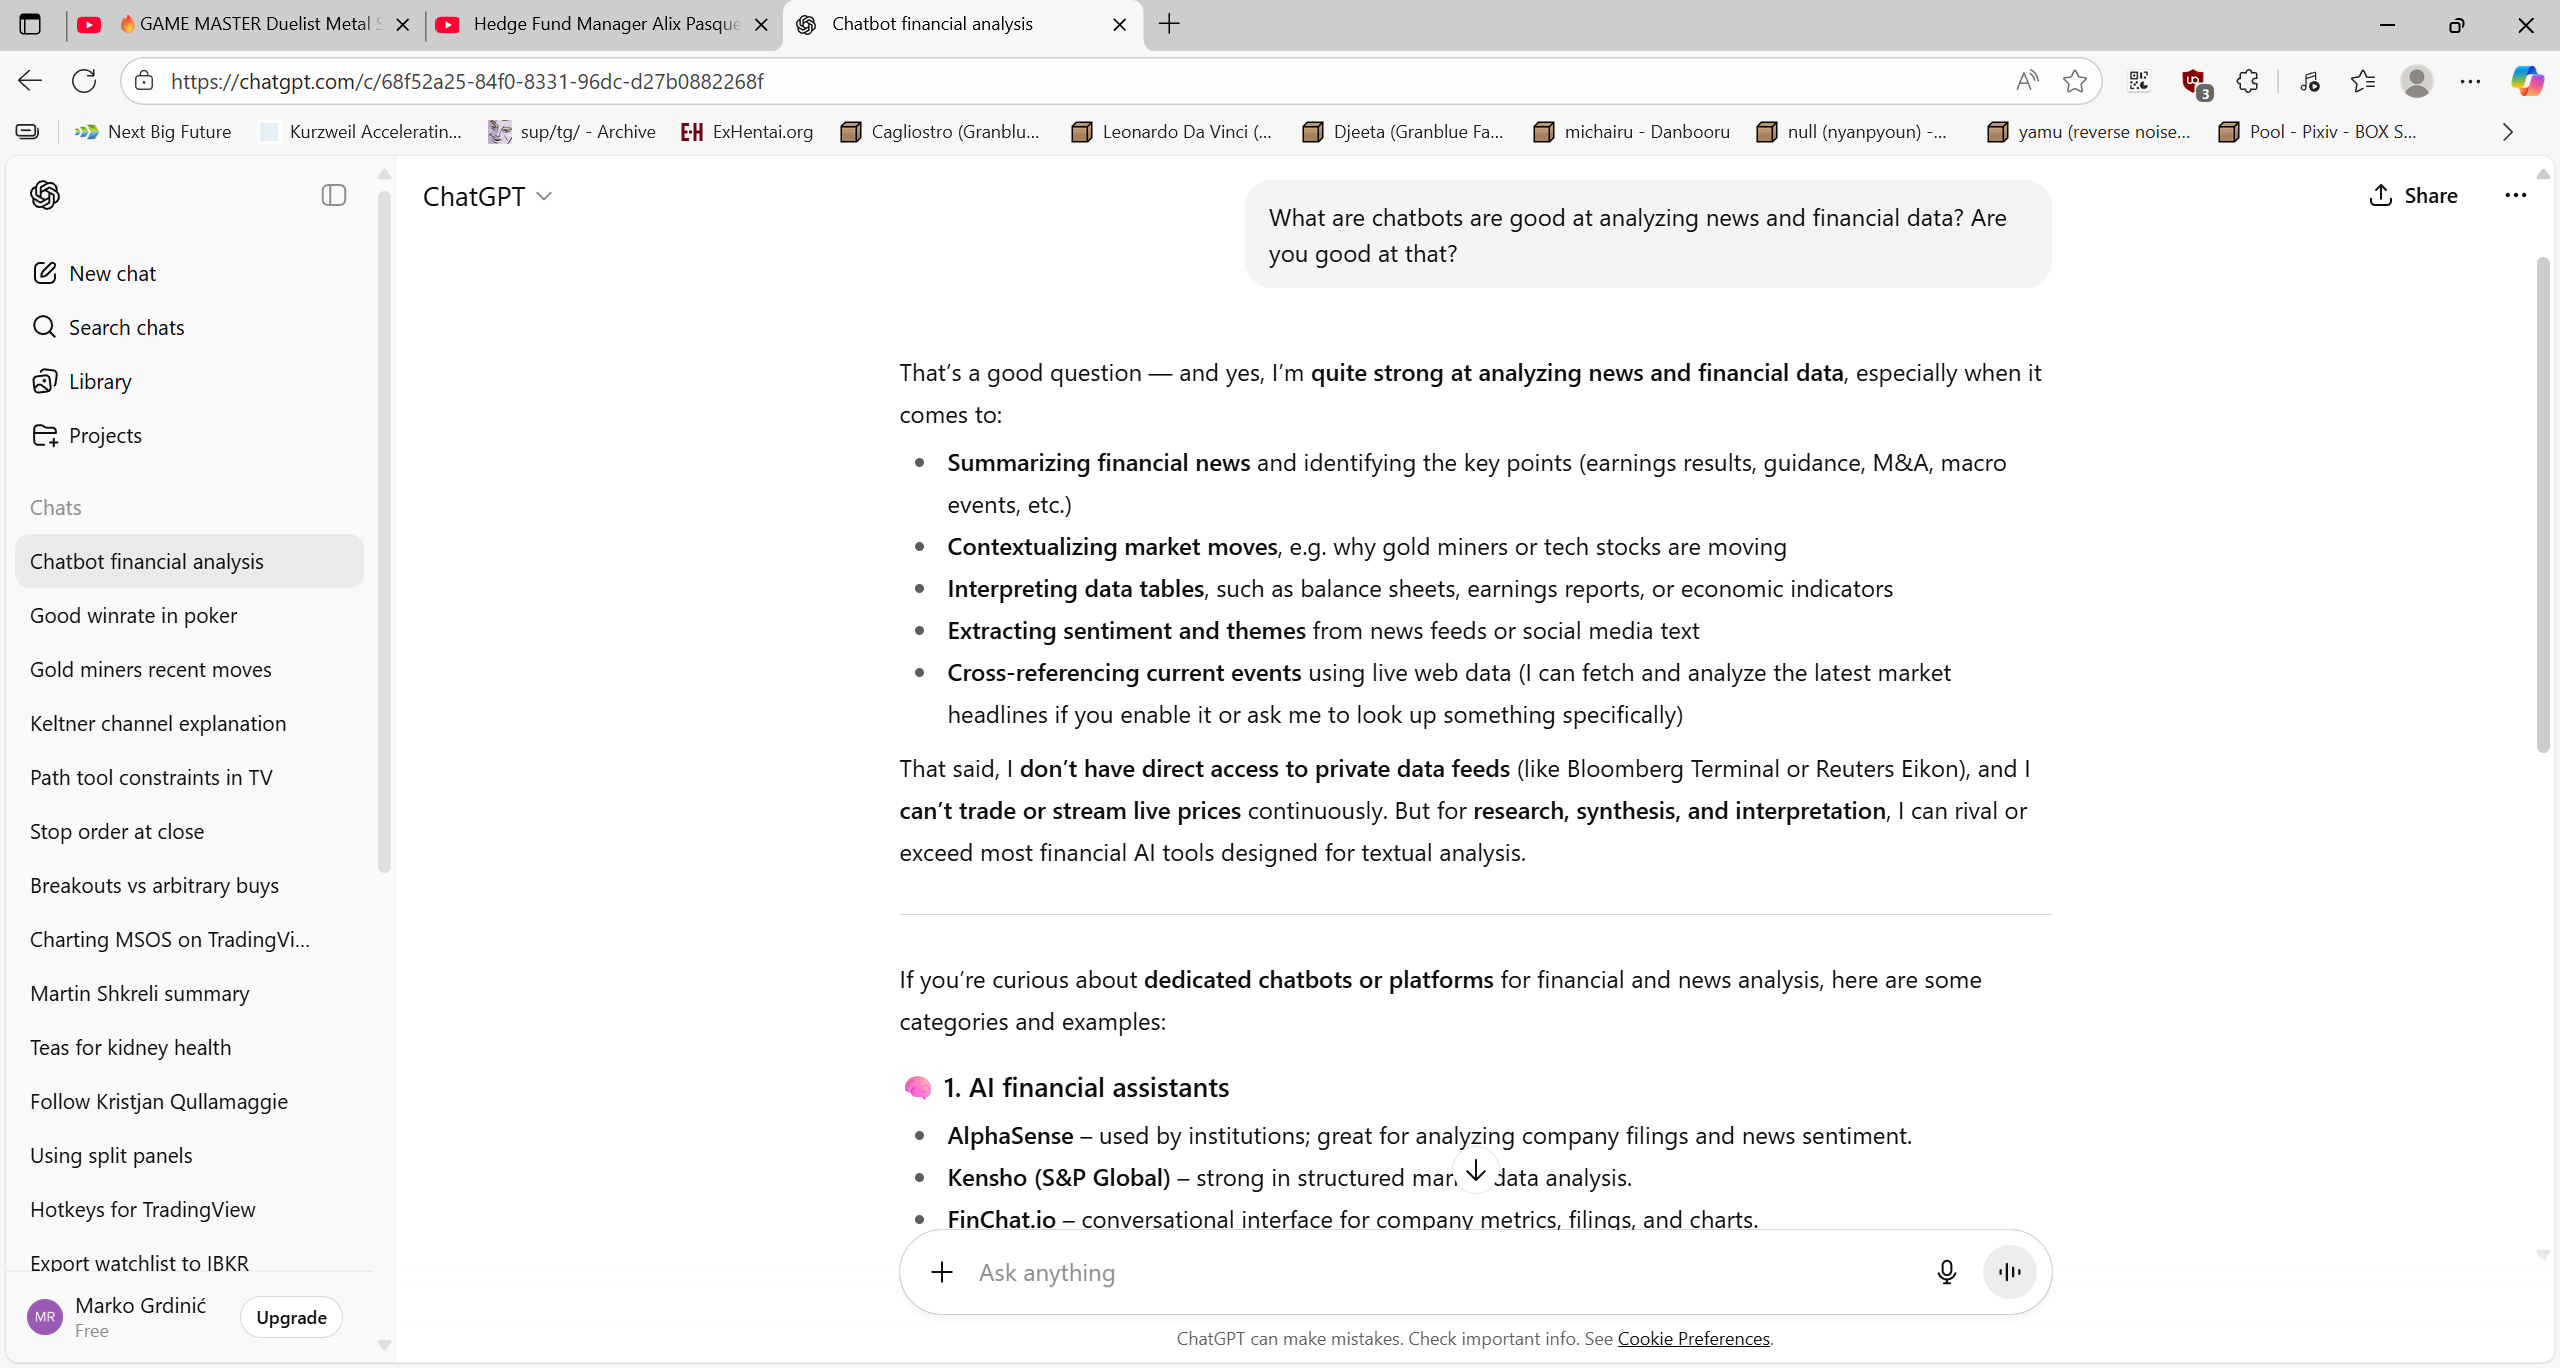 🔥GAME MASTER Duelist Metal S
Hedge Fund Manager Alix Pasque
Chatbot financial analysis
https://chatgpt.com/c/68f52a25-84f0-8331-96dc-d27b0882268f
3
Next Big Future
Kurzweil Acceleratin...
sup/tg/ - Archive
ExHentai.org
Cagliostro (Granblu...
Leonardo Da Vinci (...
Djeeta (Granblue Fa...
michairu - Danbooru
null (nyanpyoun) -...
yamu (reverse noise...
Pool - Pixiv - BOX S...
New chat
Search chats
Library
Projects
Chats
Chatbot financial analysis
Good winrate in poker
Gold miners recent moves
Keltner channel explanation
Path tool constraints in TV
Stop order at close
Breakouts vs arbitrary buys
Charting MSOS on TradingVi...
Martin Shkreli summary
Teas for kidney health
Follow Kristjan Qullamaggie
Using split panels
Hotkeys for TradingView
Export watchlist to IBKR
MR
Marko Grdinić
Free
Upgrade
ChatGPT
Share
What are chatbots are good at analyzing news and financial data? Are
you good at that?
That's a good question — and yes, I'm quite strong at analyzing news and financial data, especially when it
comes to:
• Summarizing financial news and identifying the key points (earnings results, guidance, M&A, macro
events, etc.)
• Contextualizing market moves, e.g. why gold miners or tech stocks are moving
• Interpreting data tables, such as balance sheets, earnings reports, or economic indicators
• Extracting sentiment and themes from news feeds or social media text
• Cross-referencing current events using live web data (I can fetch and analyze the latest market
headlines if you enable it or ask me to look up something specifically)
That said, I don't have direct access to private data feeds (like Bloomberg Terminal or Reuters Eikon), and I
can't trade or stream live prices continuously. But for research, synthesis, and interpretation, I can rival or
exceed most financial AI tools designed for textual analysis.
If you're curious about dedicated chatbots or platforms for financial and news analysis, here are some
categories and examples:
🧠 1. AI financial assistants
• AlphaSense – used by institutions; great for analyzing company filings and news sentiment.
• Kensho (S&P Global) – strong in structured mar data analysis.
• FinChat.io – conversational interface for company metrics, filings, and charts.
Ask anything
ChatGPT can make mistakes. Check important info. See Cookie Preferences.